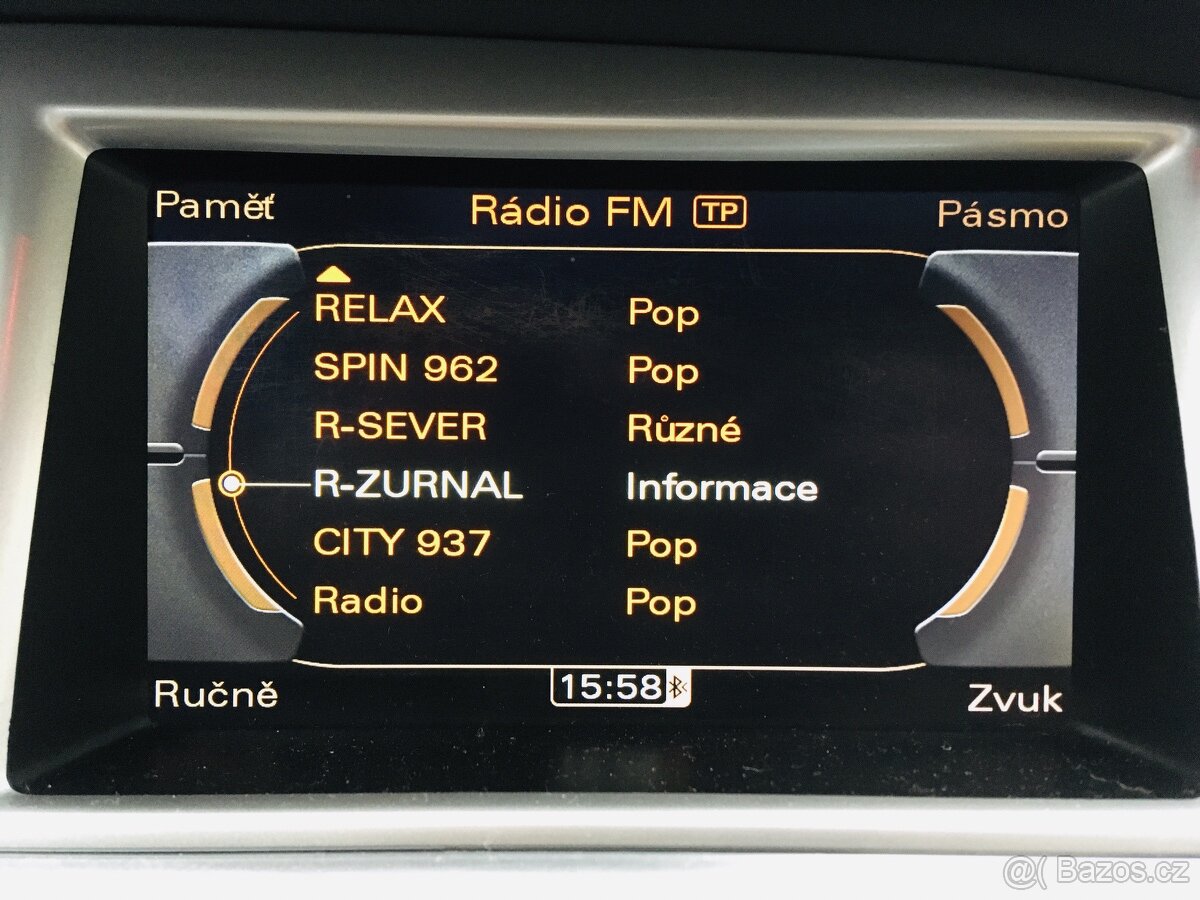 Paměť
Rádio FM TP
Pásmo
RELAX Pop
SPIN 962 Pop
R-SEVER Různé
R-ZURNAL Informace
CITY 937 Pop
Radio Pop
Ručně
15:58
Zvuk
@( Bazos.cz